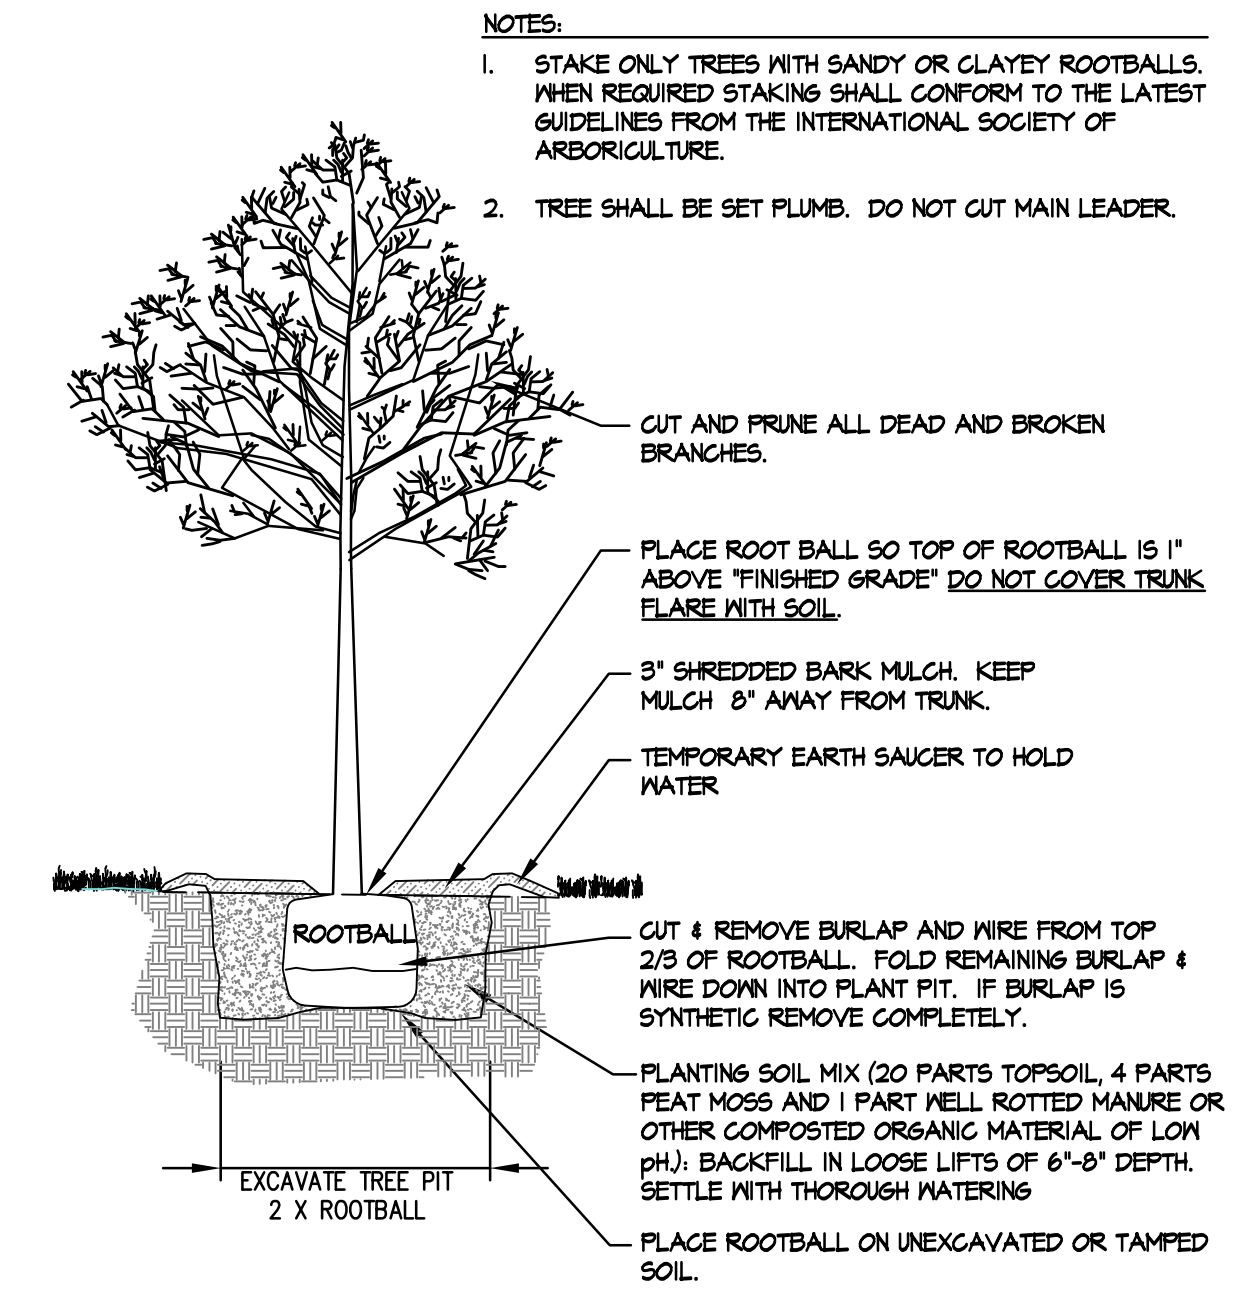 NOTES:
1. STAKE ONLY TREES WITH SANDY OR CLAYEY ROOTBALLS.
WHEN REQUIRED STAKING SHALL CONFORM TO THE LATEST
GUIDELINES FROM THE INTERNATIONAL SOCIETY OF
ARBORICULTURE.
2. TREE SHALL BE SET PLUMB. DO NOT CUT MAIN LEADER.
CUT AND PRUNE ALL DEAD AND BROKEN
BRANCHES.
PLACE ROOT BALL SO TOP OF ROOTBALL IS 1"
ABOVE "FINISHED GRADE" DO NOT COVER TRUNK
FLARE WITH SOIL.
3" SHREDDED BARK MULCH. KEEP
MULCH 8" AWAY FROM TRUNK.
TEMPORARY EARTH SAUCER TO HOLD
WATER
ROOTBALL
CUT & REMOVE BURLAP AND WIRE FROM TOP
2/3 OF ROOTBALL. FOLD REMAINING BURLAP &
WIRE DOWN INTO PLANT PIT. IF BURLAP IS
SYNTHETIC REMOVE COMPLETELY.
PLANTING SOIL MIX (20 PARTS TOPSOIL, 4 PARTS
PEAT MOSS AND 1 PART WELL ROTTED MANURE OR
OTHER COMPOSTED ORGANIC MATERIAL OF LOW
pH.): BACKFILL IN LOOSE LIFTS OF 6"-8" DEPTH.
SETTLE WITH THOROUGH WATERING
EXCAVATE TREE PIT
2 X ROOTBALL
PLACE ROOTBALL ON UNEXCAVATED OR TAMPED
SOIL.